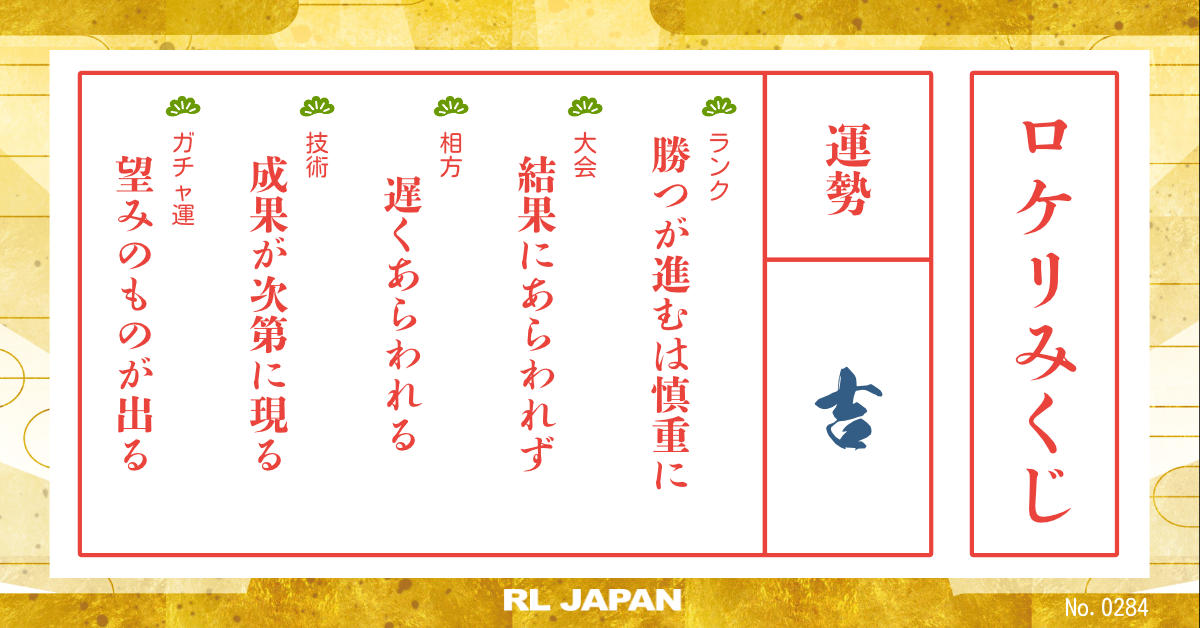 ロケリみくじ
運勢
吉
ランク
勝つが進むは慎重に
大会
結果にあらわれず
相方
遅くあらわれる
技術
成果が次第に現る
ガチャ運
望みのものが出る
RL JAPAN
No. 0284